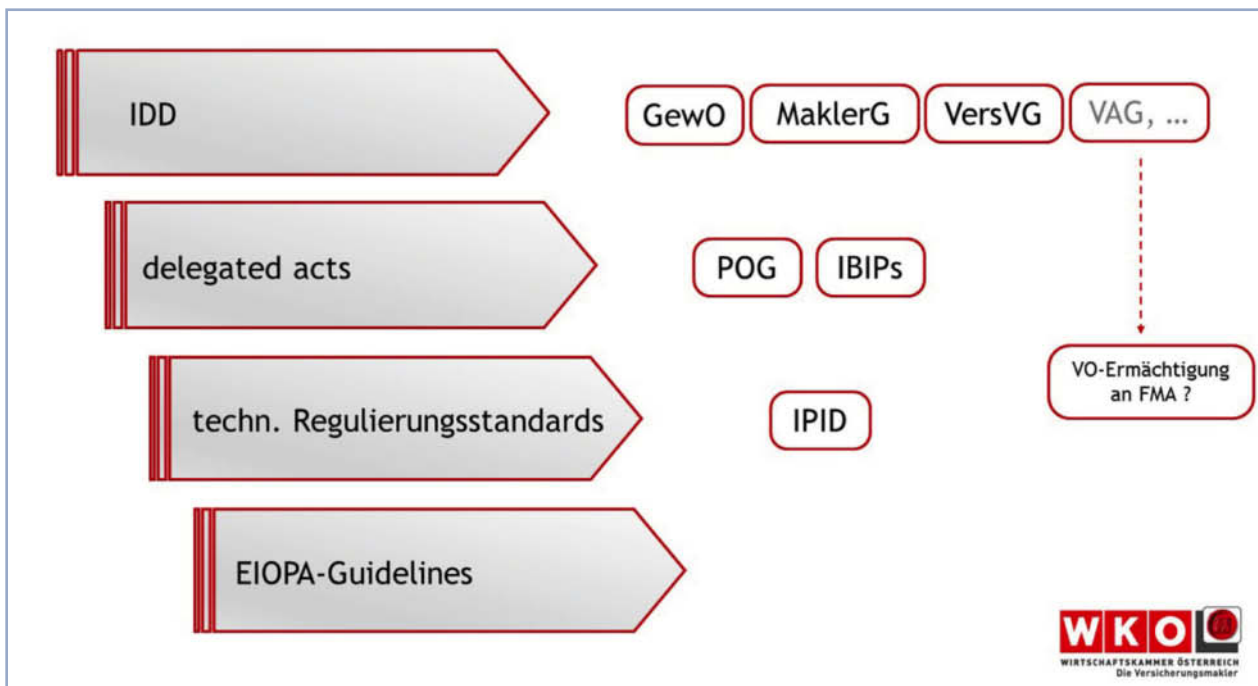 IDD
GewO
MaklerG
VersVG
VAG, ...
delegated acts
POG
IBIPs
VO-Ermächtigung
an FMA ?
techn. Regulierungsstandards
IPID
EIOPA-Guidelines
WKO
WIRTSCHAFTSKAMMER ÖSTERREICH
Die Versicherungsmakler